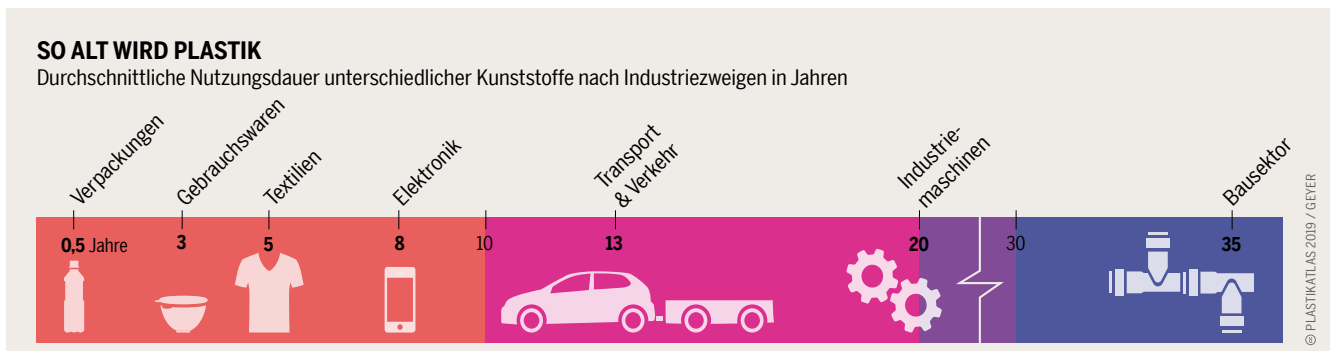 SO ALT WIRD PLASTIK
Durchschnittliche Nutzungsdauer unterschiedlicher Kunststoffe nach Industriezweigen in Jahren
Verpackungen
Gebrauchswaren
Textilien
Elektronik
Transport
& Verkehr
Industrie-
maschinen
Bausektor
0,5 Jahre
3
5
8
10
13
20
30
35
PLASTIKATLAS 2019 / GEYER